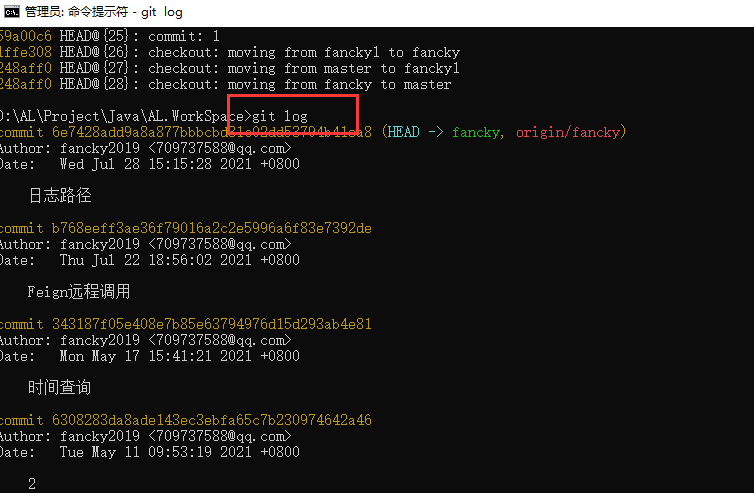 管理员: 命令提示符 - git log
59a00c6 HEAD@{25}: commit: 1
1ffe308 HEAD@{26}: checkout: moving from fancky1 to fancky
248aff0 HEAD@{27}: checkout: moving from master to fancky1
248aff0 HEAD@{28}: checkout: moving from fancky to master
D:\AL\Project\Java\AL.WorkSpace>git log
(HEAD -> fancky, origin/fancky)
Author: fancky2019 <709737588@qq.com>
Date: Wed Jul 28 15:15:28 2021 +0800
日志路径
commit b768eeff3ae36f79016a2c2e5996a6f83e7392de
Author: fancky2019 <709737588@qq.com>
Date: Thu Jul 22 18:56:02 2021 +0800
Feign远程调用
commit 343187f05e408e7b85e63794976d15d293ab4e81
Author: fancky2019 <709737588@qq.com>
Date: Mon May 17 15:41:21 2021 +0800
时间查询
commit 6308283da8ade143ec3ebfa65c7b230974642a46
Author: fancky2019 <709737588@qq.com>
Date: Tue May 11 09:53:19 2021 +0800
2